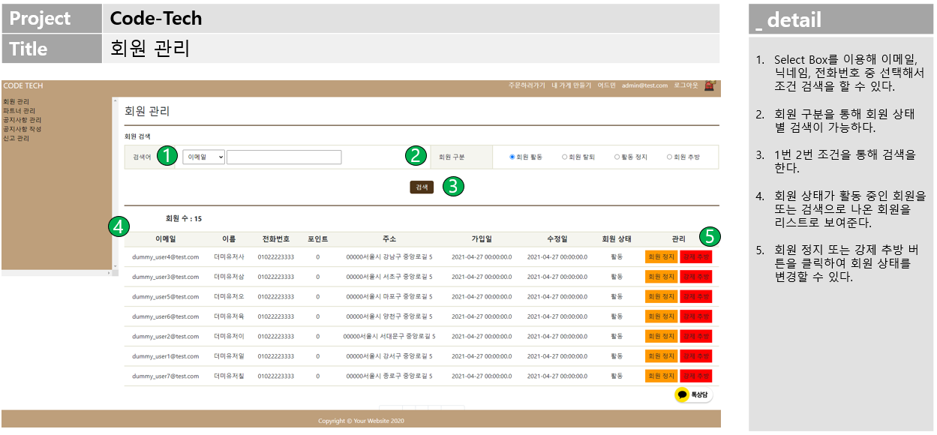 Project
Code-Tech
Title
회원 관리
CODE TECH
주문하러가기 내 가게 만들기 어드민 admin@test.com 로그아웃
회원 관리
파트너 관리
공지사항 관리
공지사항 작성
신고 관리
회원 관리
회원 검색
검색어 1 이메일
2 회원 구분 회원 활동 회원 탈퇴 활동 정지 회원 추방
검색 3
회원 수 : 15
4
5
이메일 이름 전화번호 포인트 주소 가입일 수정일 회원 상태 관리
dummy_user4@test.com 더미유저사 01022223333 0 00000서울시 강남구 중앙로길 5 2021-04-27 00:00:00.0 2021-04-27 00:00:00.0 활동 회원 정지 강제 추방
dummy_user3@test.com 더미유저삼 01022223333 0 00000서울시 서초구 중앙로길 5 2021-04-27 00:00:00.0 2021-04-27 00:00:00.0 활동 회원 정지 강제 추방
dummy_user5@test.com 더미유저오 01022223333 0 00000서울시 마포구 중앙로길 5 2021-04-27 00:00:00.0 2021-04-27 00:00:00.0 활동 회원 정지 강제 추방
dummy_user6@test.com 더미유저육 01022223333 0 00000서울시 양천구 중앙로길 5 2021-04-27 00:00:00.0 2021-04-27 00:00:00.0 활동 회원 정지 강제 추방
dummy_user2@test.com 더미유저이 01022223333 0 00000서울시 서대문구 중앙로길 5 2021-04-27 00:00:00.0 2021-04-27 00:00:00.0 활동 회원 정지 강제 추방
dummy_user1@test.com 더미유저일 01022223333 0 00000서울시 강서구 중앙로길 5 2021-04-27 00:00:00.0 2021-04-27 00:00:00.0 활동 회원 정지 강제 추방
dummy_user7@test.com 더미유저칠 01022223333 0 00000서울시 종로구 중앙로길 5 2021-04-27 00:00:00.0 2021-04-27 00:00:00.0 활동 회원 정지 강제 추방
톡상담
Copyright © Your Website 2020
_ detail
1. Select Box를 이용해 이메일,
닉네임, 전화번호 중 선택해서
조건 검색을 할 수 있다.
2. 회원 구분을 통해 회원 상태
별 검색이 가능하다.
3. 1번 2번 조건을 통해 검색을
한다.
4. 회원 상태가 활동 중인 회원을
또는 검색으로 나온 회원을
리스트로 보여준다.
5. 회원 정지 또는 강제 추방 버
튼을 클릭하여 회원 상태를
변경할 수 있다.